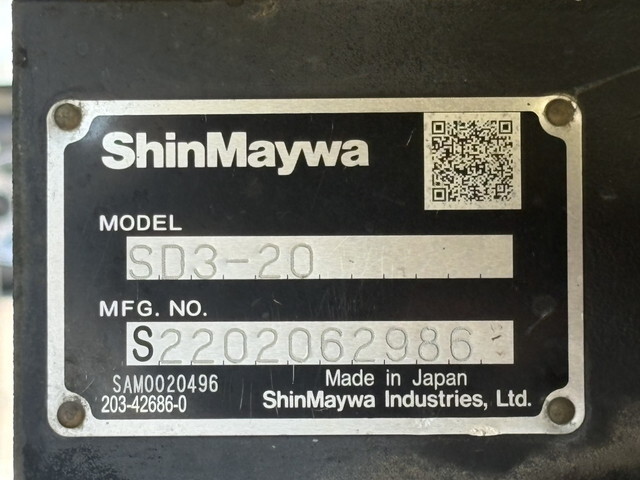 ShinMaywa
MODEL
SD3-20
MFG. NO.
S2202062986
SAM0020496
Made in Japan
203-42686-0
ShinMaywa Industries, Ltd.